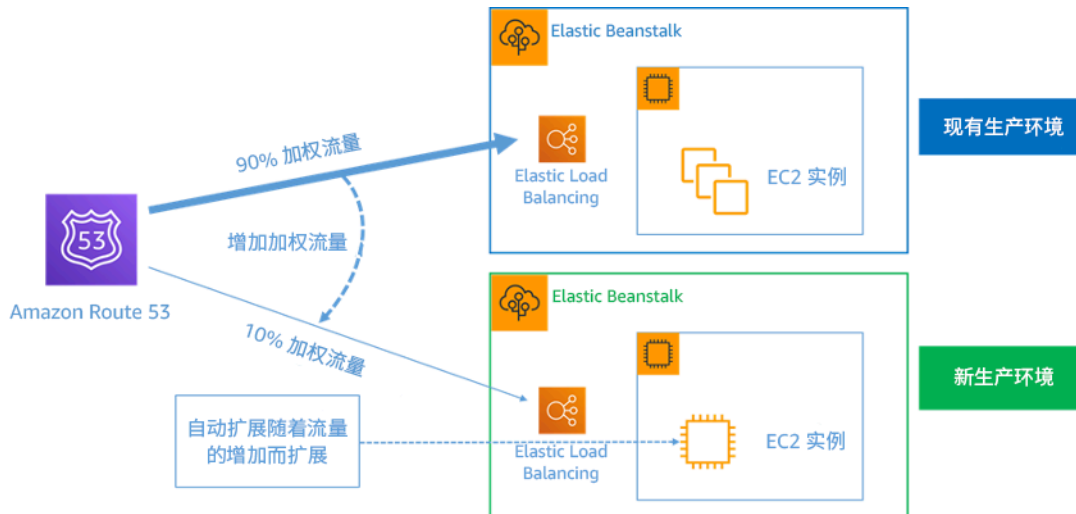 Elastic Beanstalk
90% 加权流量
Elastic Load
Balancing
EC2 实例
现有生产环境
53
增加加权流量
Amazon Route 53
Elastic Beanstalk
10% 加权流量
新生产环境
自动扩展随着流量
的增加而扩展
Elastic Load
Balancing
EC2 实例